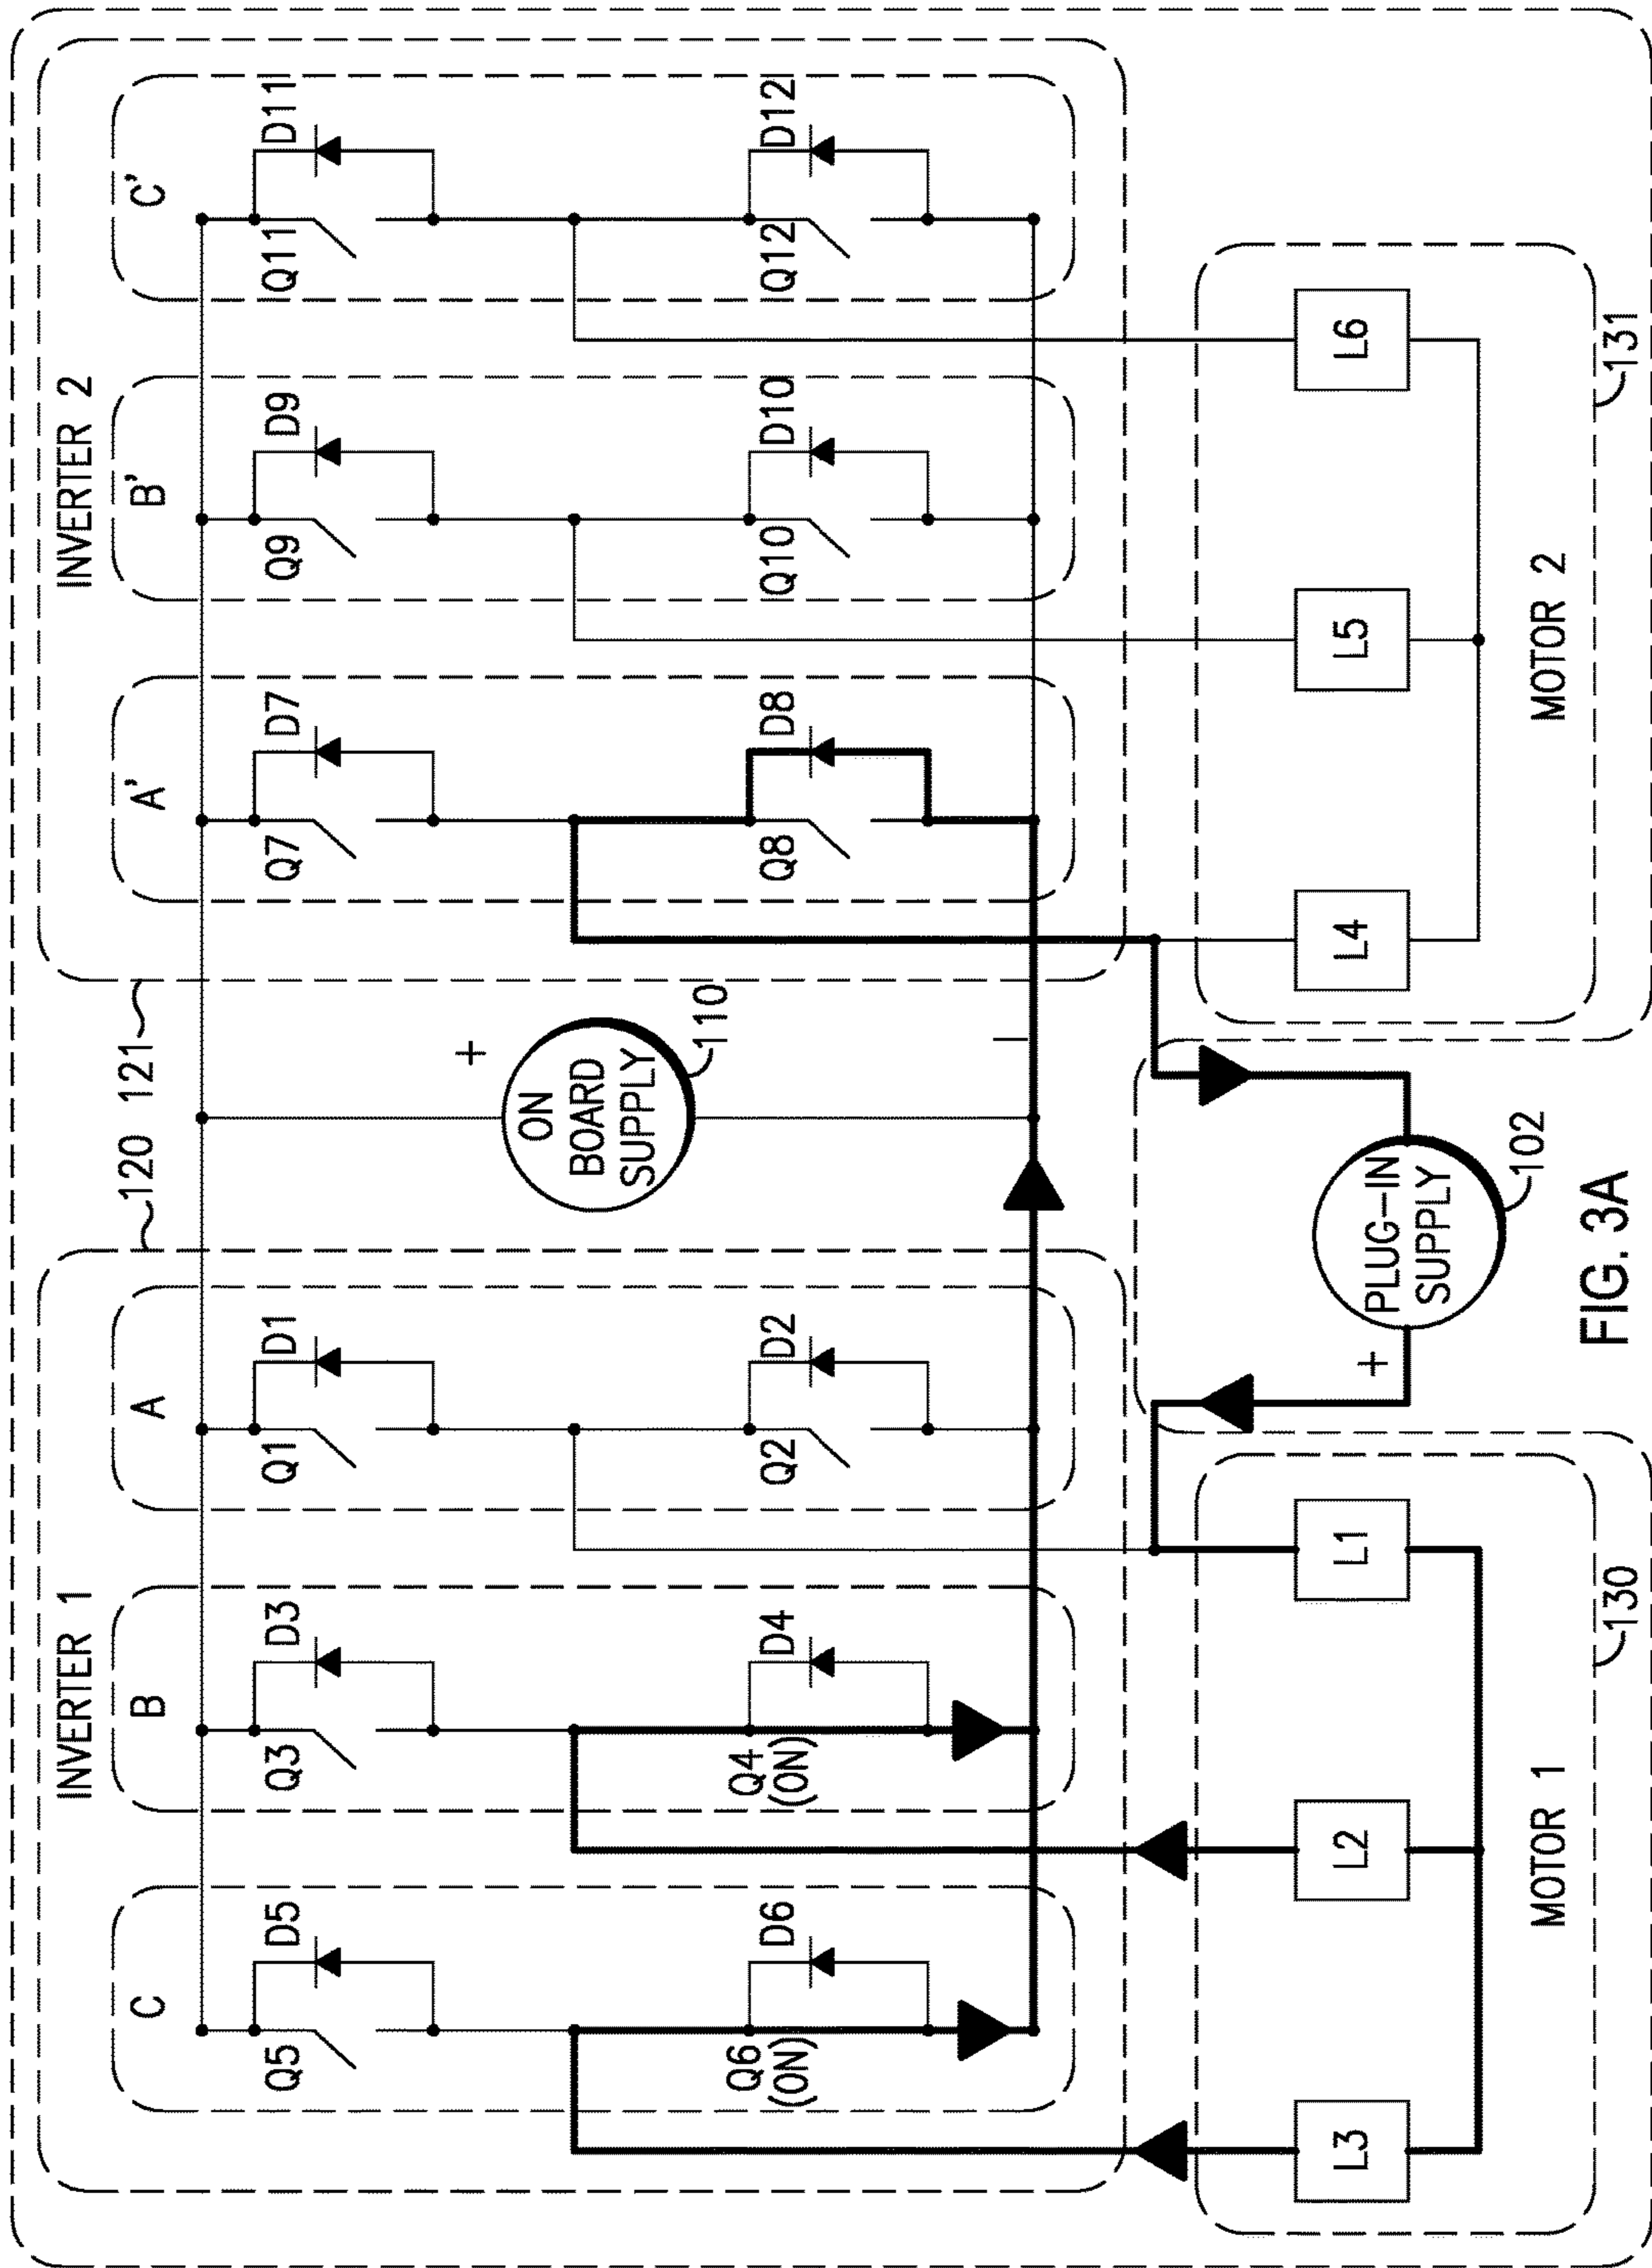 INVERTER 1
120
121
INVERTER 2
C
B
A
A'
B'
C'
Q5
D5
Q3
D3
Q1
D1
+
Q7
D7
Q9
D9
Q11
D11
ON
BOARD
SUPPLY
110
Q6
(ON)
D6
Q4
(ON)
D4
Q2
D2
–
Q8
D8
Q10
D10
Q12
D12
L3
L2
L1
+
PLUG–IN
SUPPLY
102
L4
L5
L6
MOTOR 1
130
MOTOR 2
131
FIG. 3A